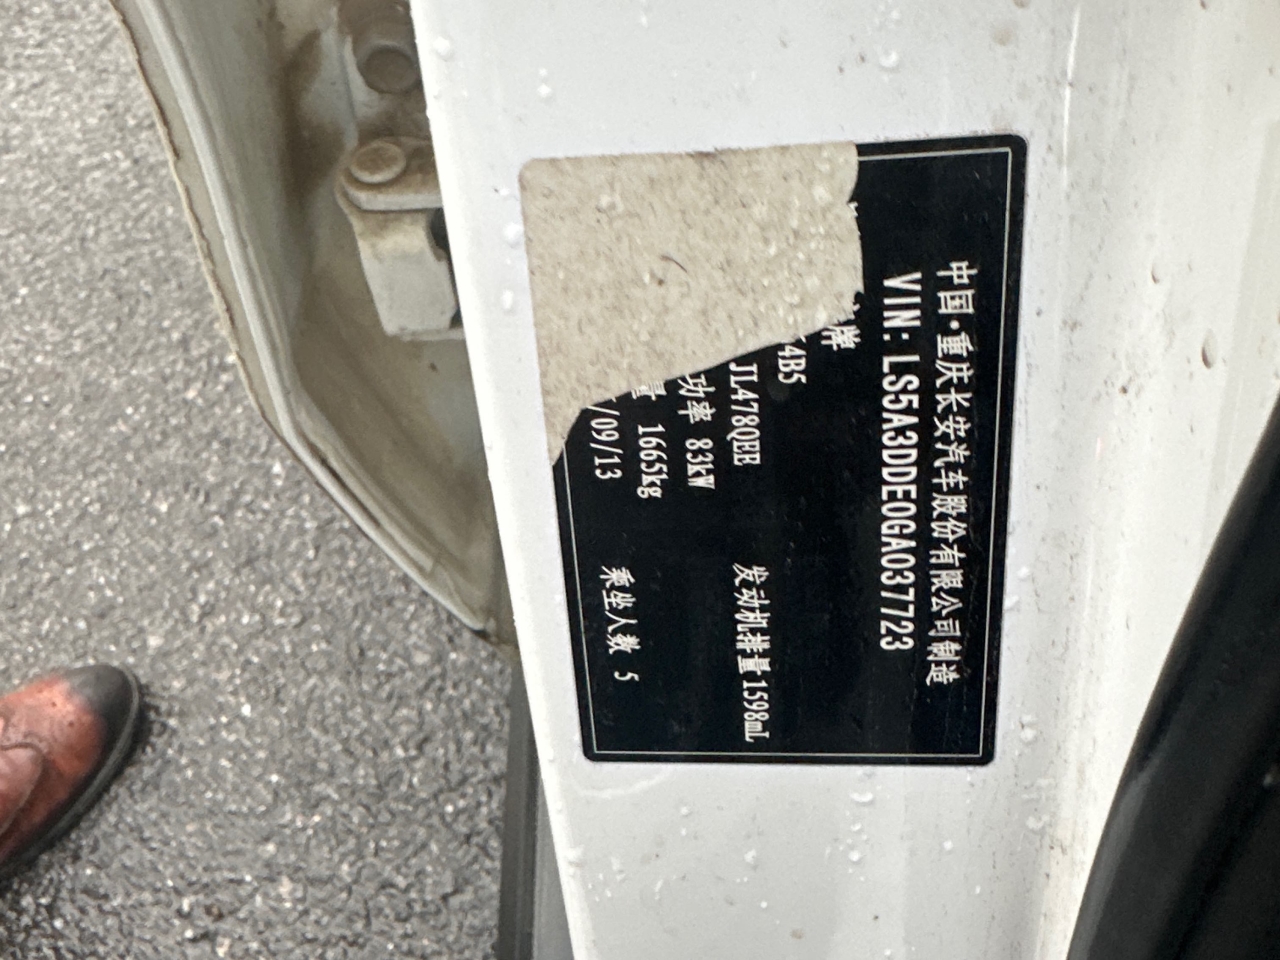 中国·重庆长安汽车股份有限公司制造
VIN: LS5A3DDE0GA037723
牌
4B5
JL478QEE 发动机排量1598mL
功率 83kW
量 1665kg
/09/13 乘坐人数 5